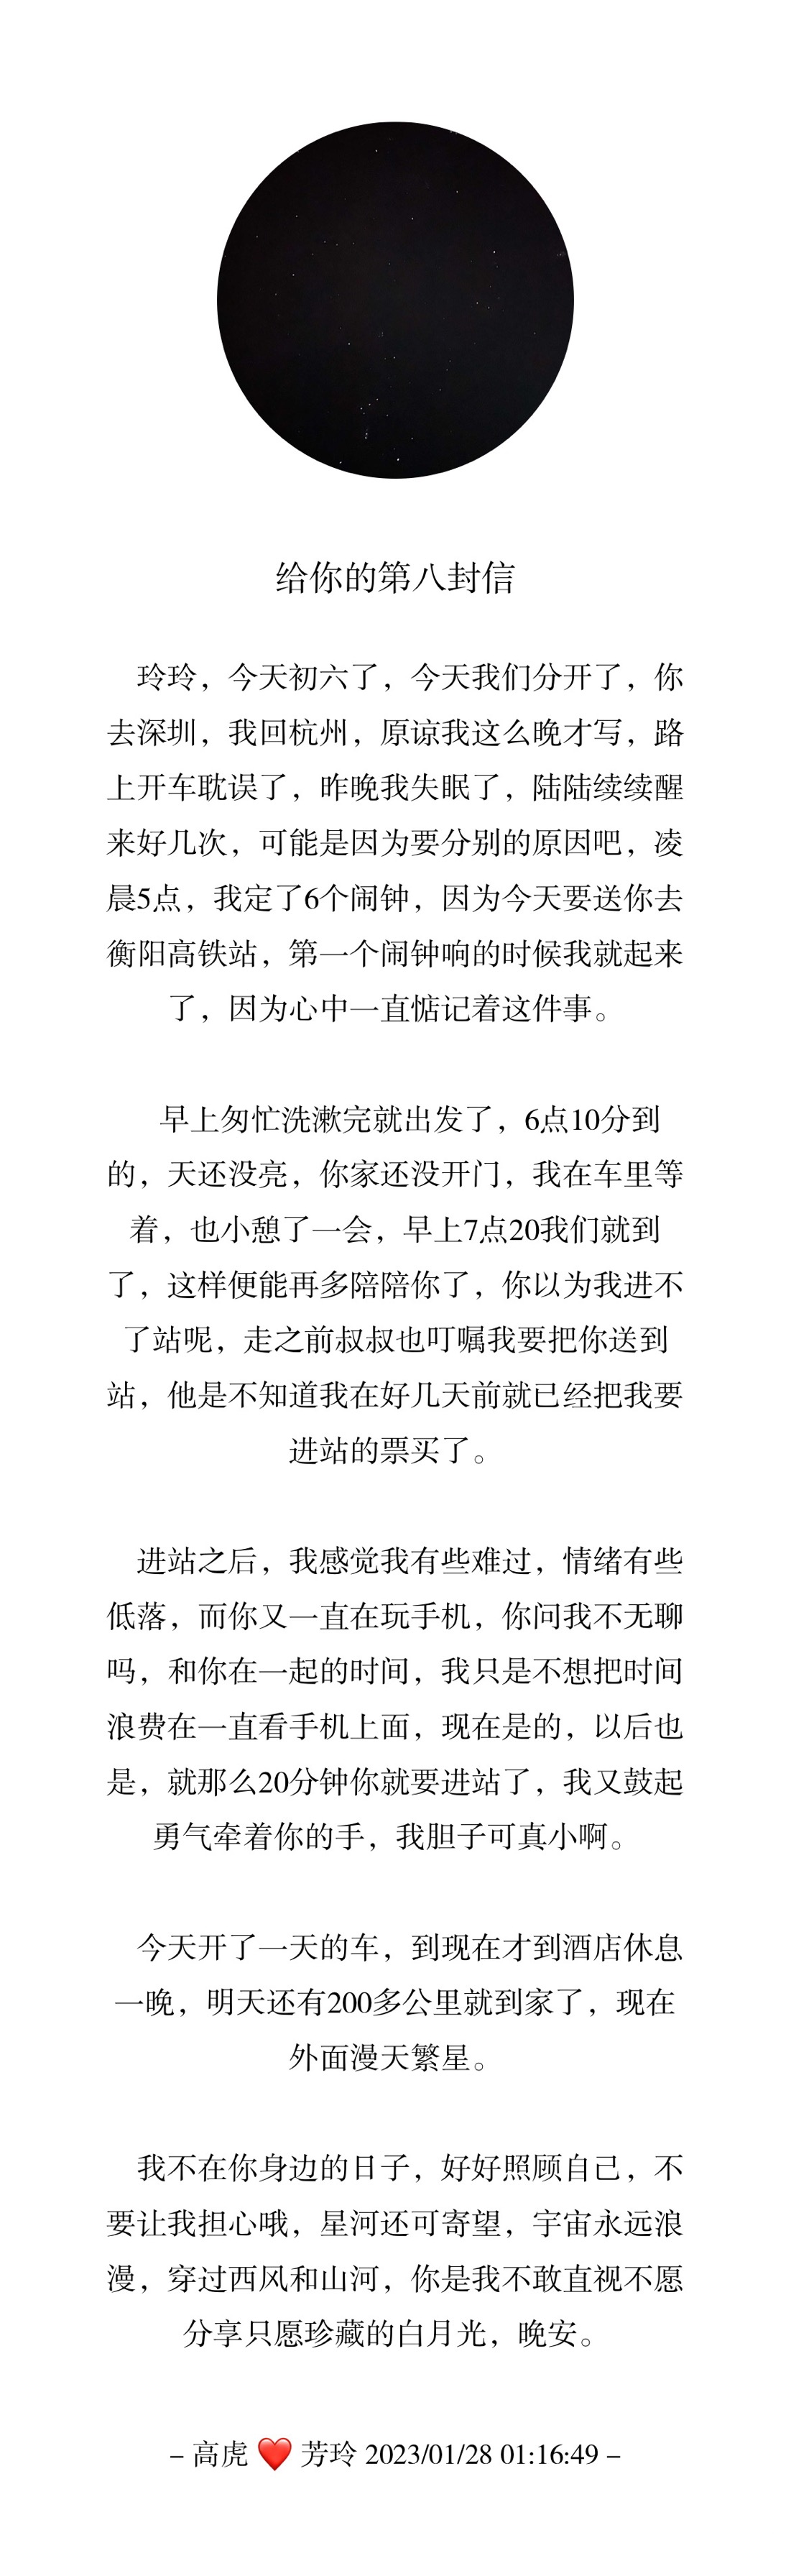 给你的第八封信
玲玲，今天初六了，今天我们分开了，你
去深圳，我回杭州，原谅我这么晚才写，路
上开车耽误了，昨晚我失眠了，陆陆续续醒
来好几次，可能是因为要分别的原因吧，凌
晨5点，我定了6个闹钟，因为今天要送你去
衡阳高铁站，第一个闹钟响的时候我就起来
了，因为心中一直惦记着这件事。
早上匆忙洗漱完就出发了，6点10分到
的，天还没亮，你家还没开门，我在车里等
着，也小憩了一会，早上7点20我们就到
了，这样便能再多陪陪你了，你以为我进不
了站呢，走之前叔叔也叮嘱我要把你送到
站，他是不知道我在好几天前就已经把我要
进站的票买了。
进站之后，我感觉我有些难过，情绪有些
低落，而你又一直在玩手机，你问我不无聊
吗，和你在一起的时间，我只是不想把时间
浪费在一直看手机上面，现在是的，以后也
是，就那么20分钟你就要进站了，我又鼓起
勇气牵着你的手，我胆子可真小啊。
今天开了一天的车，到现在才到酒店休息
一晚，明天还有200多公里就到家了，现在
外面漫天繁星。
我不在你身边的日子，好好照顾自己，不
要让我担心哦，星河还可寄望，宇宙永远浪
漫，穿过西风和山河，你是我不敢直视不愿
分享只愿珍藏的白月光，晚安。
– 高虎 ❤️ 芳玲 2023/01/28 01:16:49 –